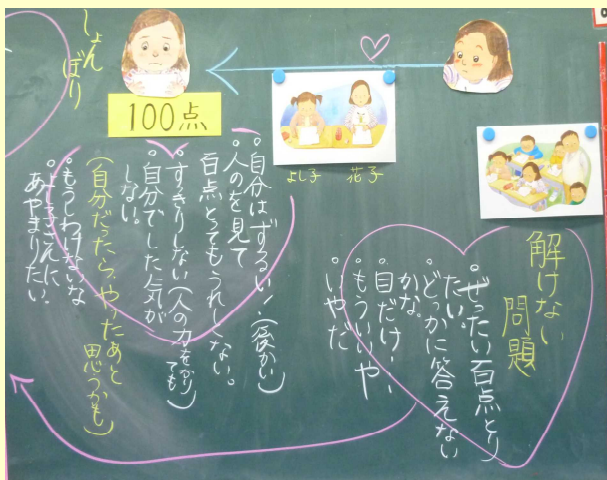 解けない
問題
・ぜったい百点とり
たい。
・どっかに答えない
かな。
・目だけ・・
・もういいや、
・いやだ
よし子
花子
100点
しょん
ぼり
・自分はずるい！（後かい）
・人のを見て
百点とってもうれしくない。
・すっきりしない（人の力をかりても）
・自分でした気が
しない。
（自分だったら、やったあと
思うかも）
・もうしわけないな
・よし子さんに
あやまりたい。